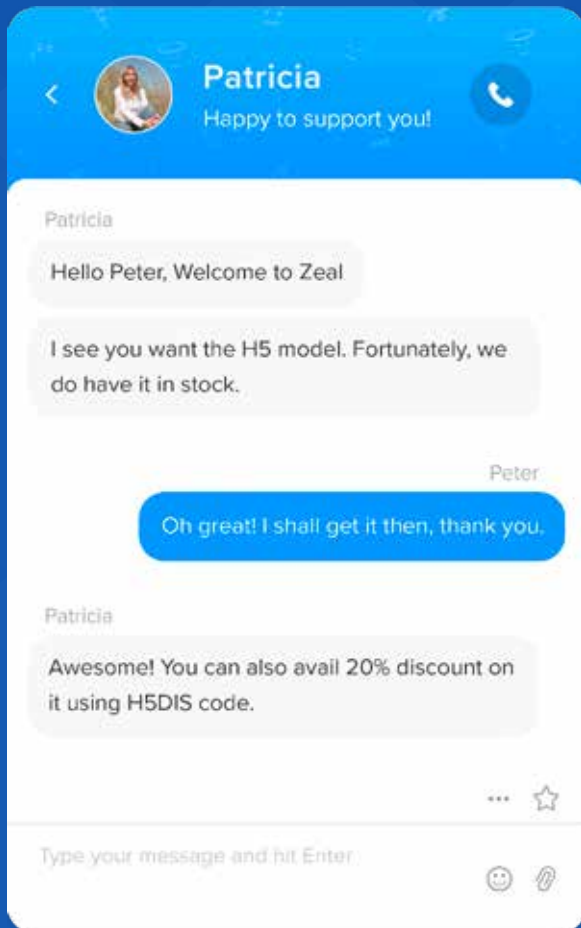 Patricia
Happy to support you!
Patricia
Hello Peter, Welcome to Zeal
I see you want the H5 model. Fortunately, we
do have it in stock.
Peter
Oh great! I shall get it then, thank you.
Patricia
Awesome! You can also avail 20% discount on
it using H5DIS code.
Type your message and hit Enter